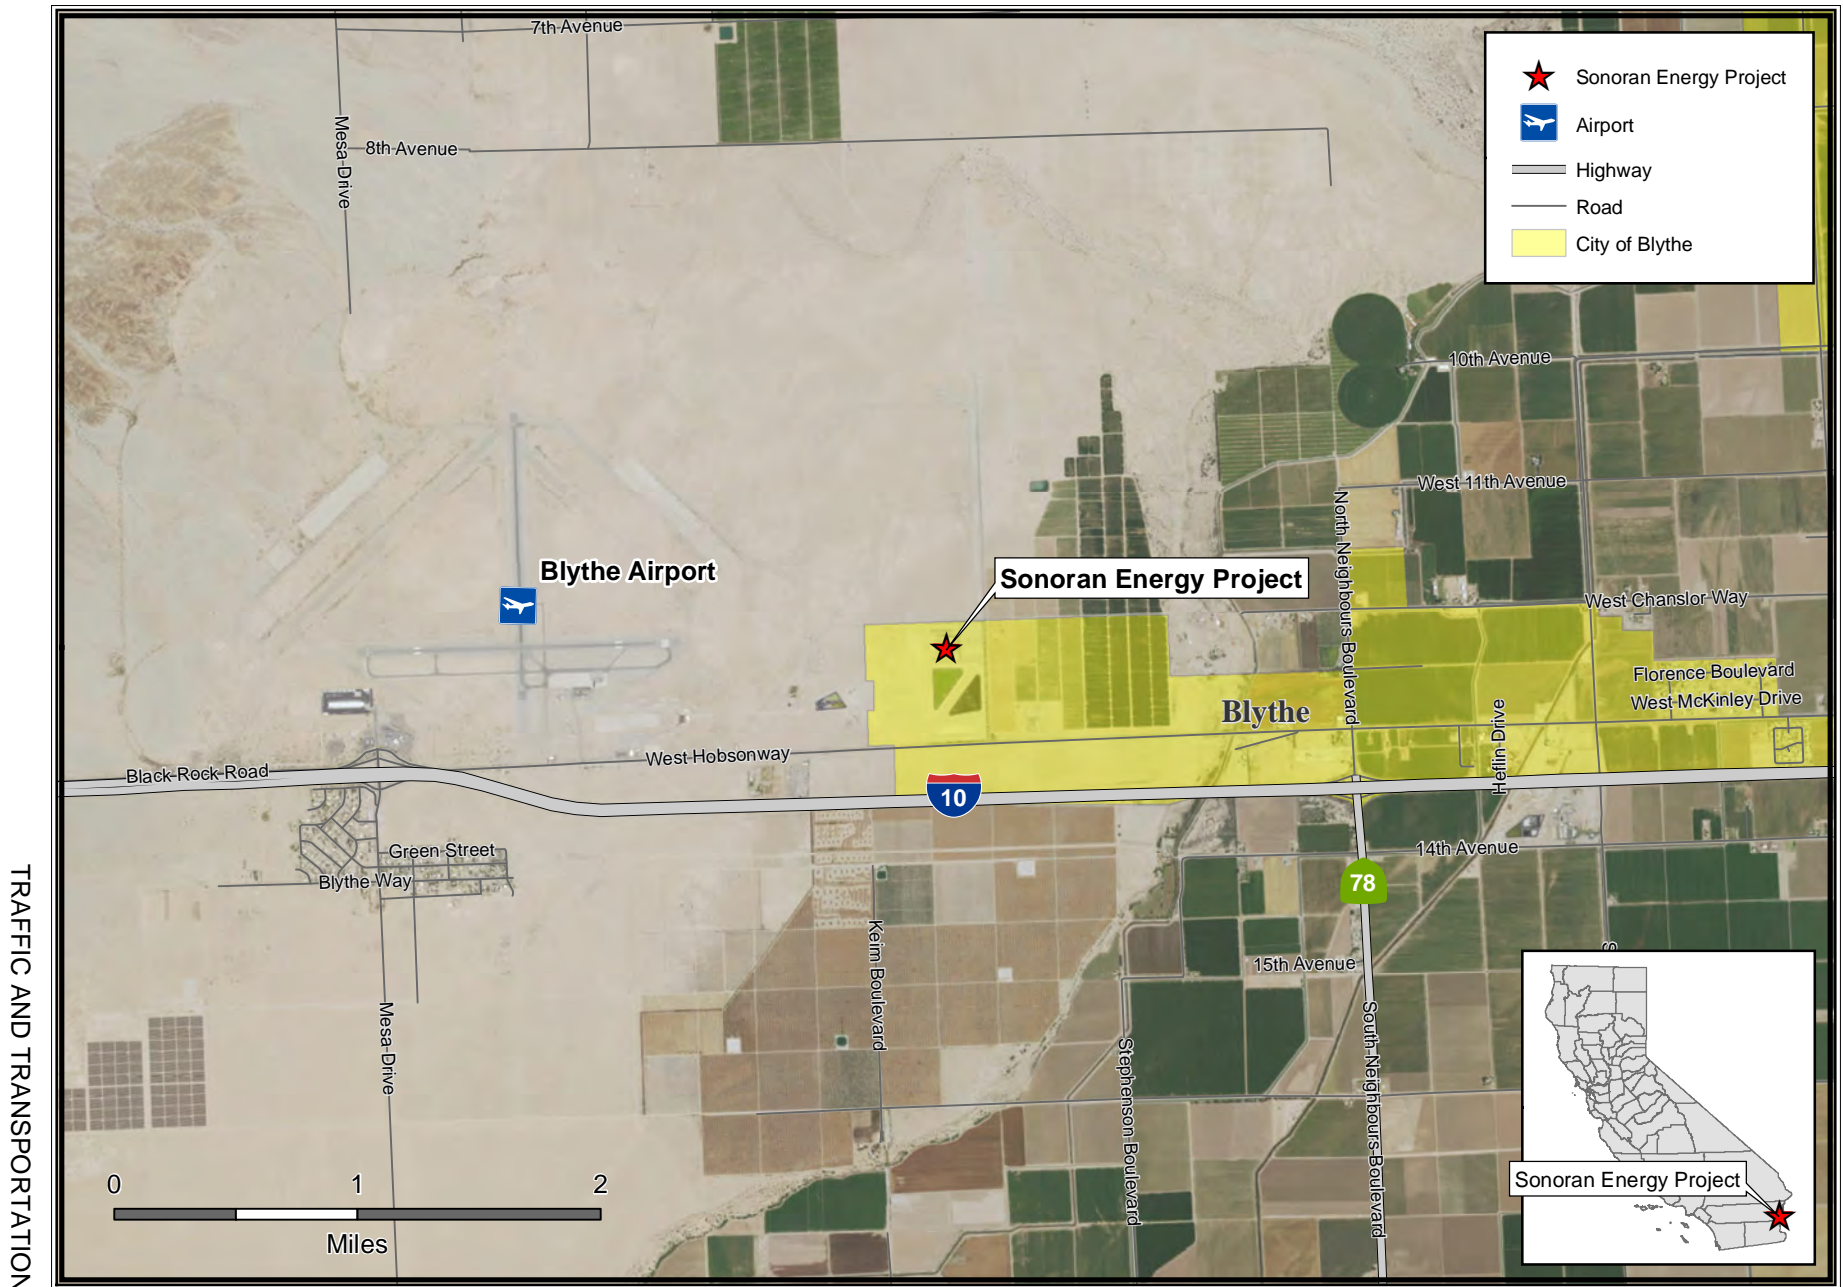 7th Avenue
Sonoran Energy Project
Airport
Highway
Road
City of Blythe
Mesa Drive
8th Avenue
10th Avenue
West 11th Avenue
North Neighbours Boulevard
Blythe Airport
Sonoran Energy Project
West Chanslor Way
Florence Boulevard
West McKinley Drive
Blythe
Heflin Drive
West Hobsonway
Black Rock Road
10
Green Street
Blythe Way
14th Avenue
78
Keim Boulevard
15th Avenue
S
Mesa Drive
Stephenson Boulevard
South Neighbours Boulevard
0 1 2
Miles
Sonoran Energy Project
TRAFFIC AND TRANSPORTATION